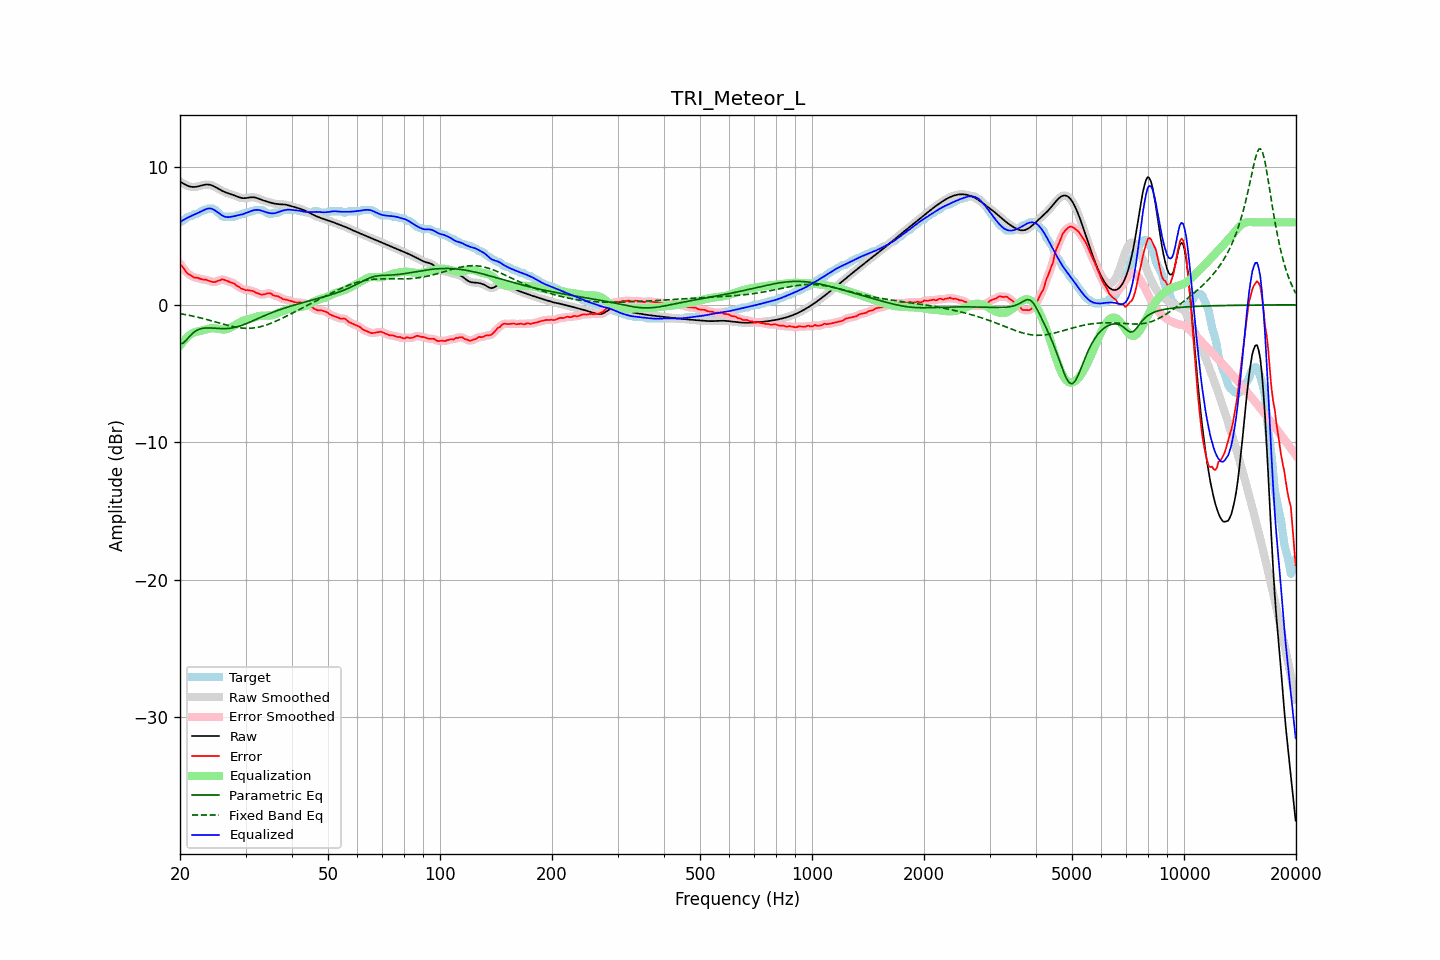 TRI_Meteor_L
10
0
−10
−20
−30
Amplitude (dBr)
Target
Raw Smoothed
Error Smoothed
Raw
Error
Equalization
Parametric Eq
Fixed Band Eq
Equalized
20 50 100 200 500 1000 2000 5000 10000 20000
Frequency (Hz)